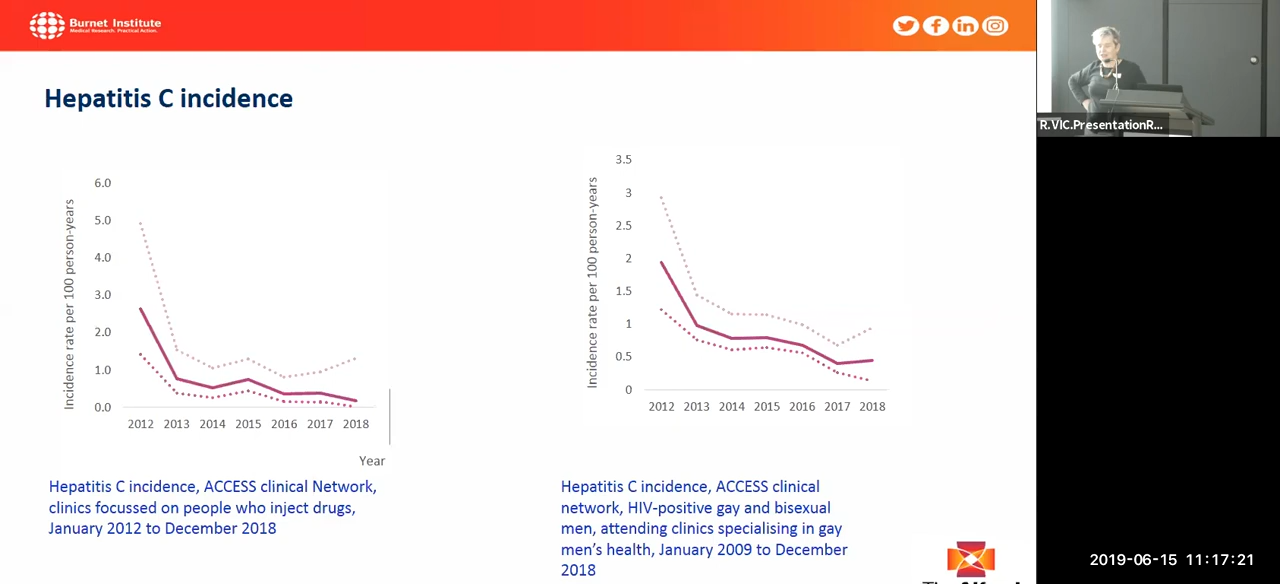 Burnet Institute
Medical Research. Practical Action.
Hepatitis C incidence
Incidence rate per 100 person-years
6.0
5.0
4.0
3.0
2.0
1.0
0.0
2012 2013 2014 2015 2016 2017 2018
Year
Hepatitis C incidence, ACCESS clinical Network,
clinics focussed on people who inject drugs,
January 2012 to December 2018
Incidence rate per 100 person-years
3.5
3
2.5
2
1.5
1
0.5
0
2012 2013 2014 2015 2016 2017 2018
Hepatitis C incidence, ACCESS clinical
network, HIV-positive gay and bisexual
men, attending clinics specialising in gay
men's health, January 2009 to December
2018
R.VIC.PresentationR...
2019-06-15 11:17:21